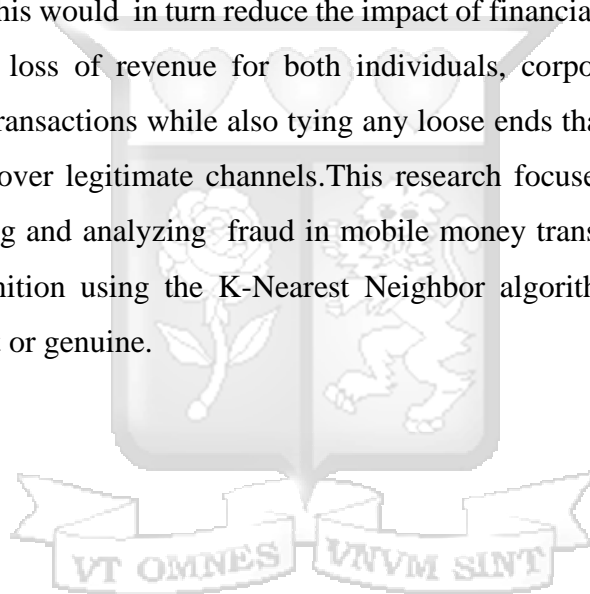 his would in turn reduce the impact of financial
loss of revenue for both individuals, corpo
ransactions while also tying any loose ends tha
over legitimate channels.This research focuse
g and analyzing fraud in mobile money trans
nition using the K-Nearest Neighbor algorith
or genuine.
VT OMNES VNVM SINT